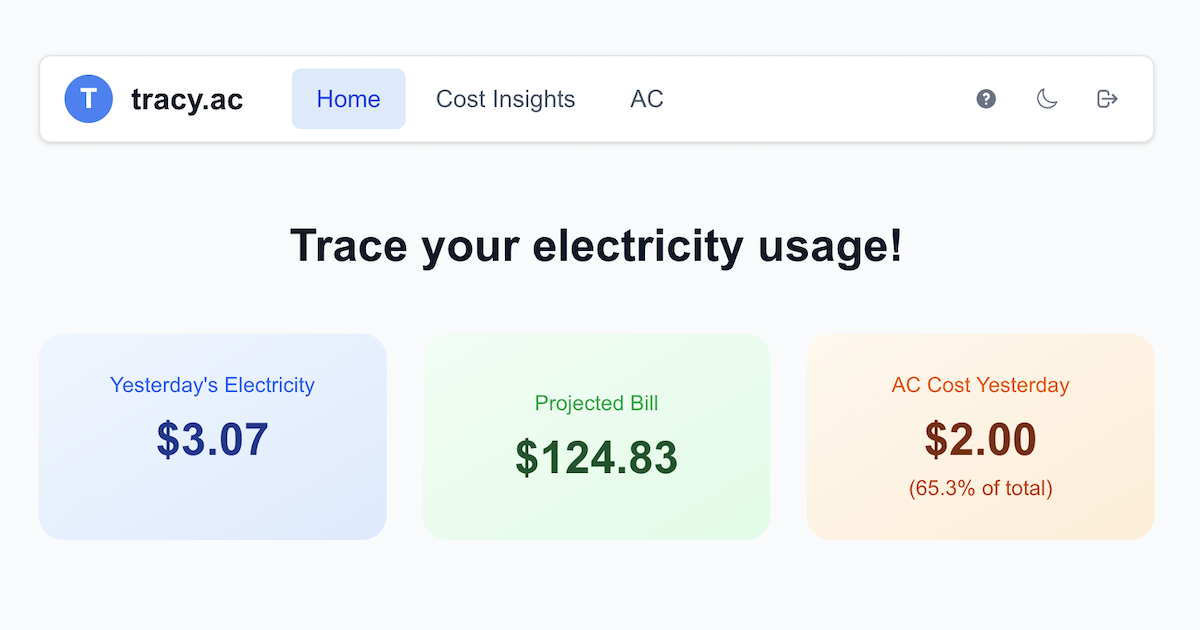 T tracy.ac Home Cost Insights AC ?
Trace your electricity usage!
Yesterday's Electricity
$3.07
Projected Bill
$124.83
AC Cost Yesterday
$2.00
(65.3% of total)